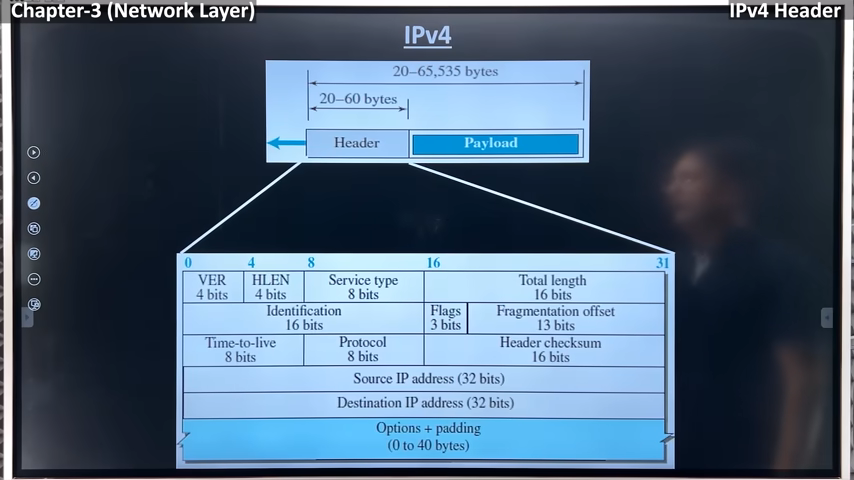 Chapter-3 (Network Layer)
IPv4 Header
IPv4
20–65,535 bytes
20–60 bytes
Header
Payload
0 4 8 16 31
VER HLEN Service type Total length
4 bits 4 bits 8 bits 16 bits
Identification Flags Fragmentation offset
16 bits 3 bits 13 bits
Time-to-live Protocol Header checksum
8 bits 8 bits 16 bits
Source IP address (32 bits)
Destination IP address (32 bits)
Options + padding
(0 to 40 bytes)